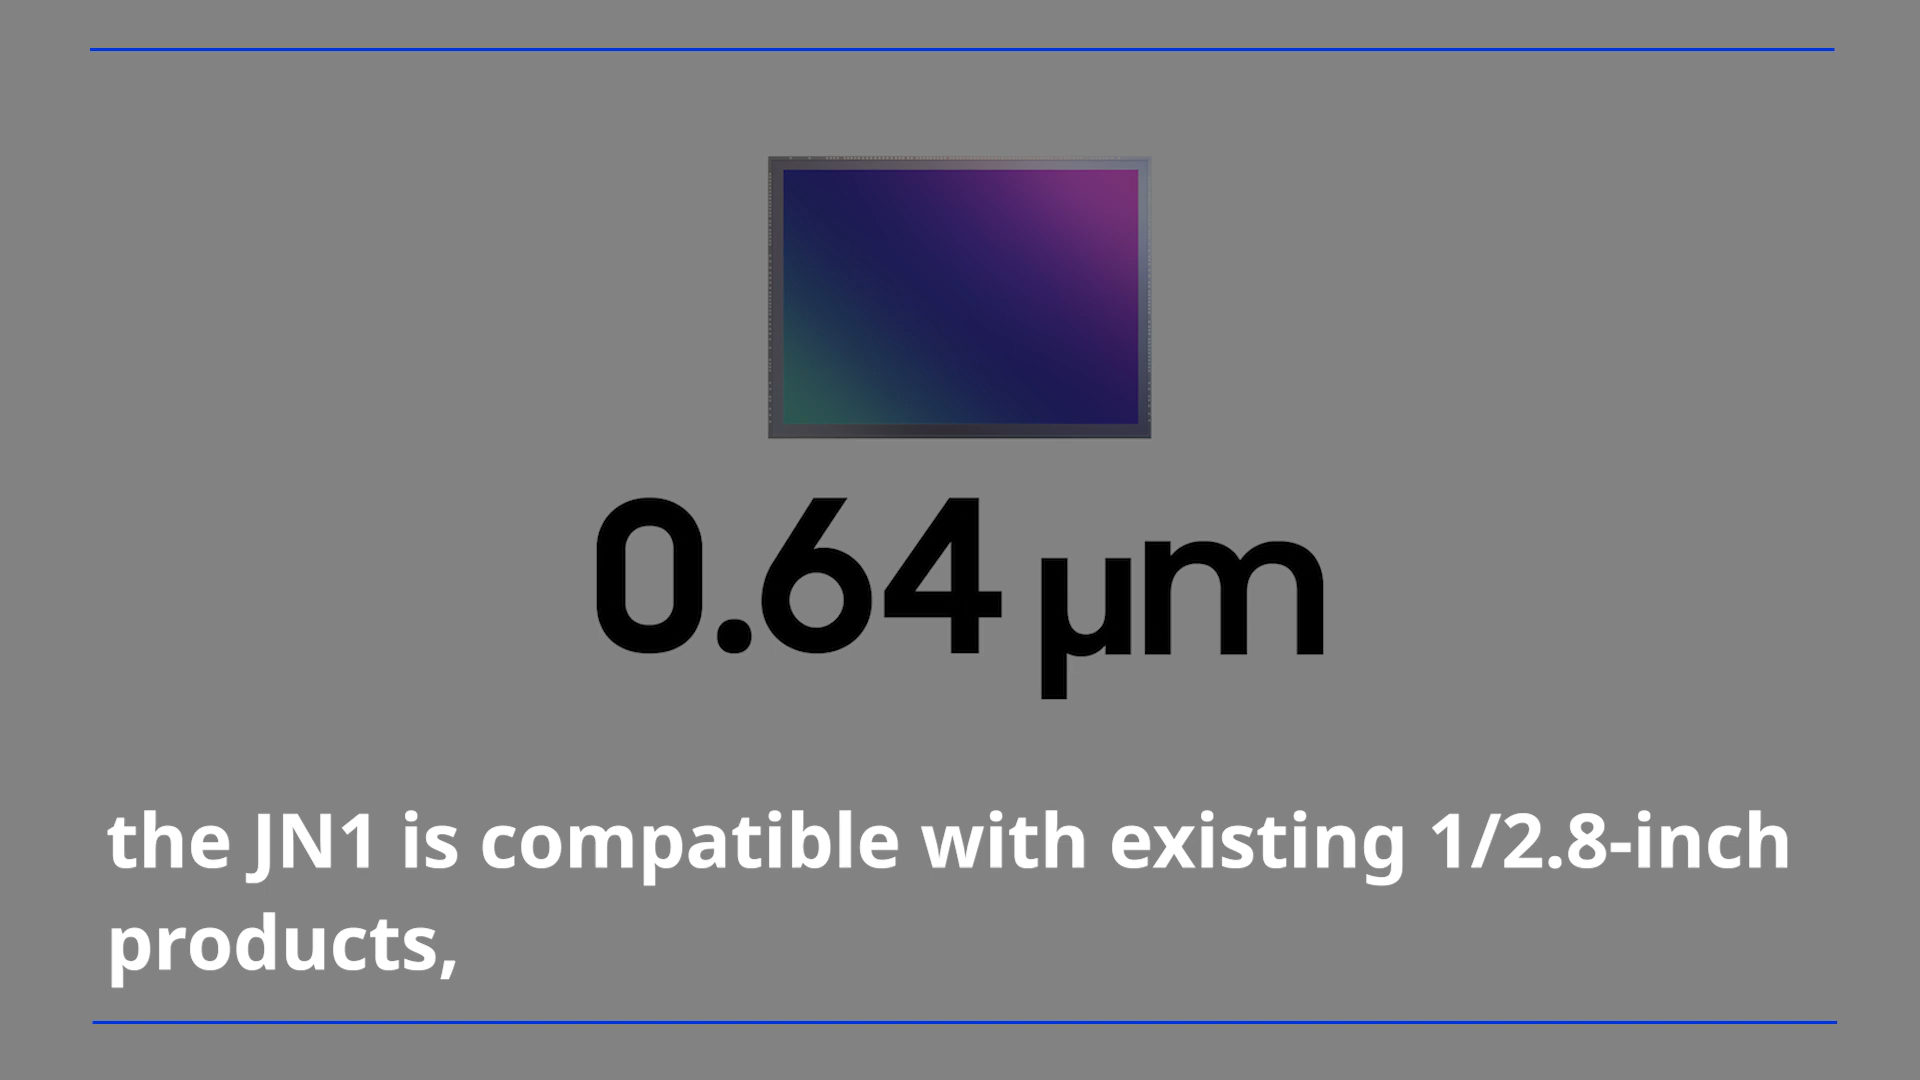 0.64 µm
the JN1 is compatible with existing 1/2.8-inch
products,